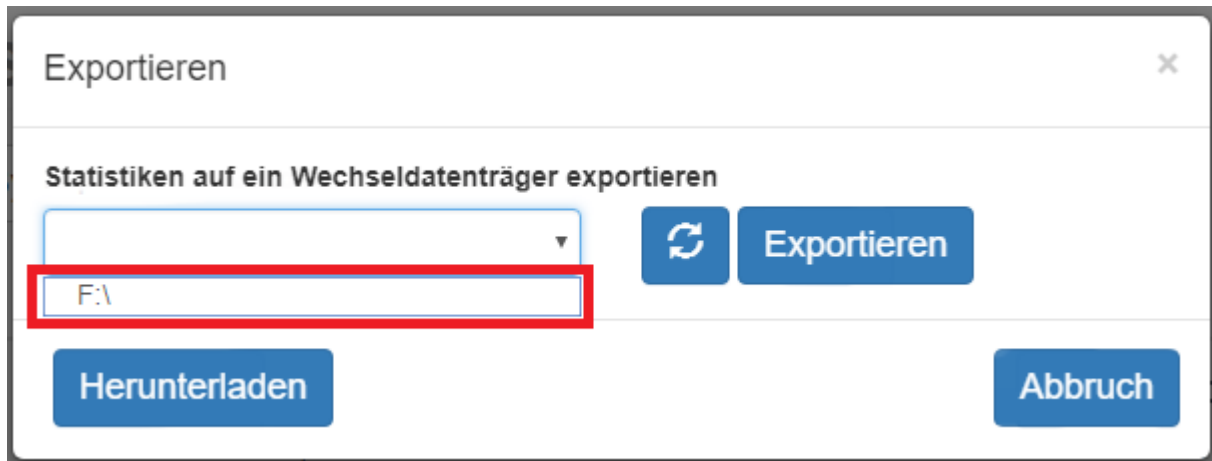 Exportieren ×
Statistiken auf ein Wechseldatenträger exportieren
Exportieren
F:\
Herunterladen Abbruch